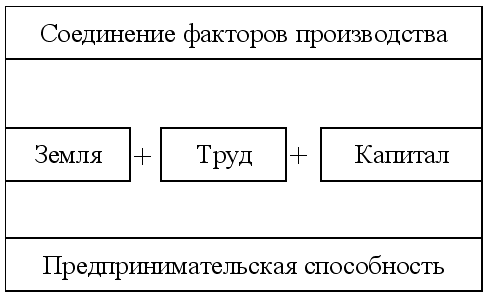 Соединение факторов производства
Земля + Труд + Капитал
Предпринимательская способность